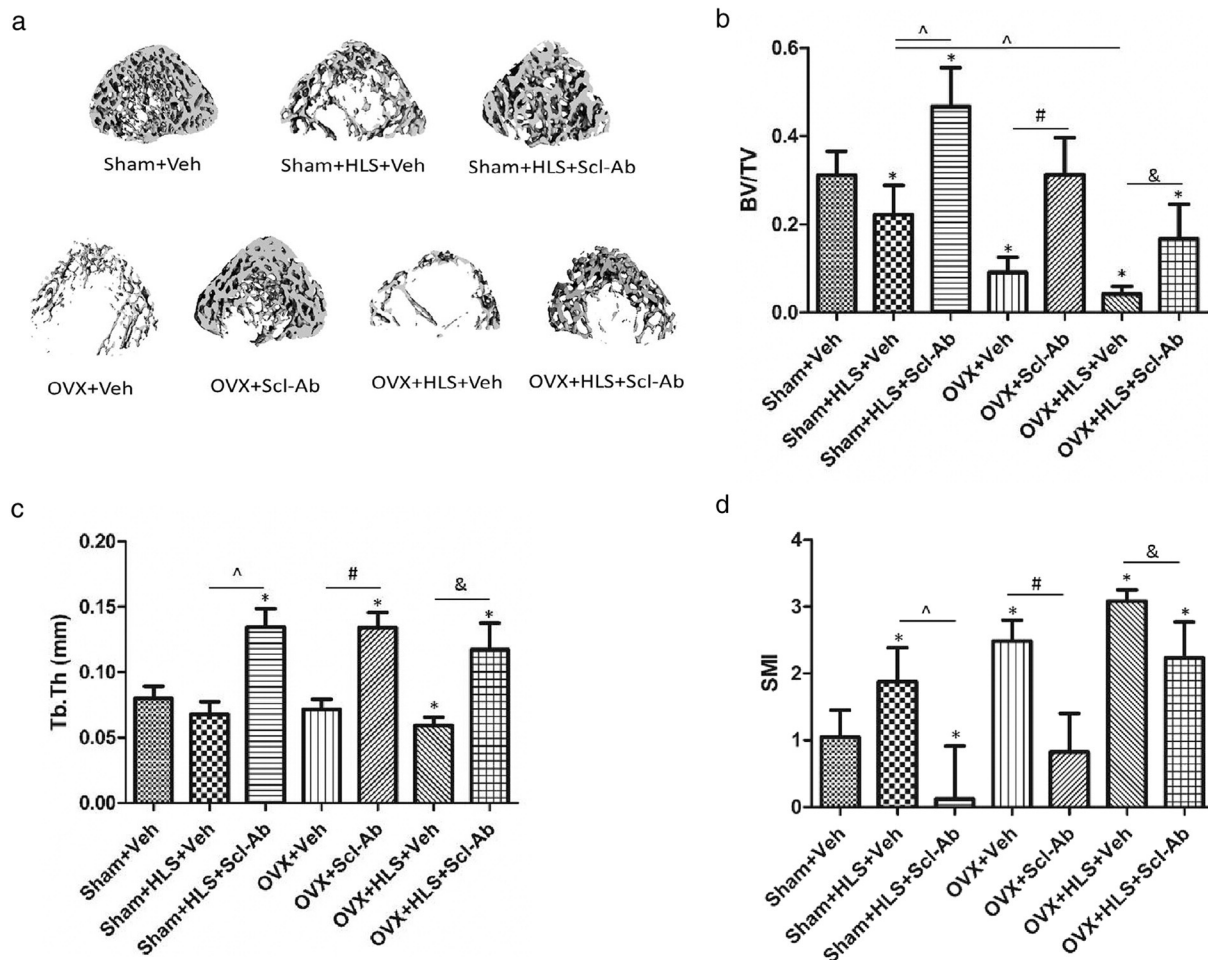 a
Sham+Veh
Sham+HLS+Veh
Sham+HLS+Scl-Ab
OVX+Veh
OVX+Scl-Ab
OVX+HLS+Veh
OVX+HLS+Scl-Ab
b
BV/TV
0.6
0.4
0.2
0.0
^
^
*
*
*
#
*
&
*
Sham+Veh
Sham+HLS+Veh
Sham+HLS+Scl-Ab
OVX+Veh
OVX+Scl-Ab
OVX+HLS+Veh
OVX+HLS+Scl-Ab
c
Tb. Th (mm)
0.20
0.15
0.10
0.05
0.00
^
*
#
*
*
&
*
Sham+Veh
Sham+HLS+Veh
Sham+HLS+Scl-Ab
OVX+Veh
OVX+Scl-Ab
OVX+HLS+Veh
OVX+HLS+Scl-Ab
d
SMI
4
3
2
1
0
*
^
*
*
#
*
&
*
Sham+Veh
Sham+HLS+Veh
Sham+HLS+Scl-Ab
OVX+Veh
OVX+Scl-Ab
OVX+HLS+Veh
OVX+HLS+Scl-Ab